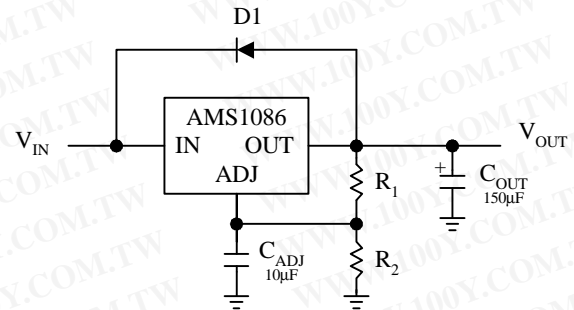 D1
AMS1086
V_IN
IN OUT
V_OUT
ADJ
R_1
+
C_OUT
150µF
C_ADJ
10µF
R_2
WWW.100Y.COM.TW